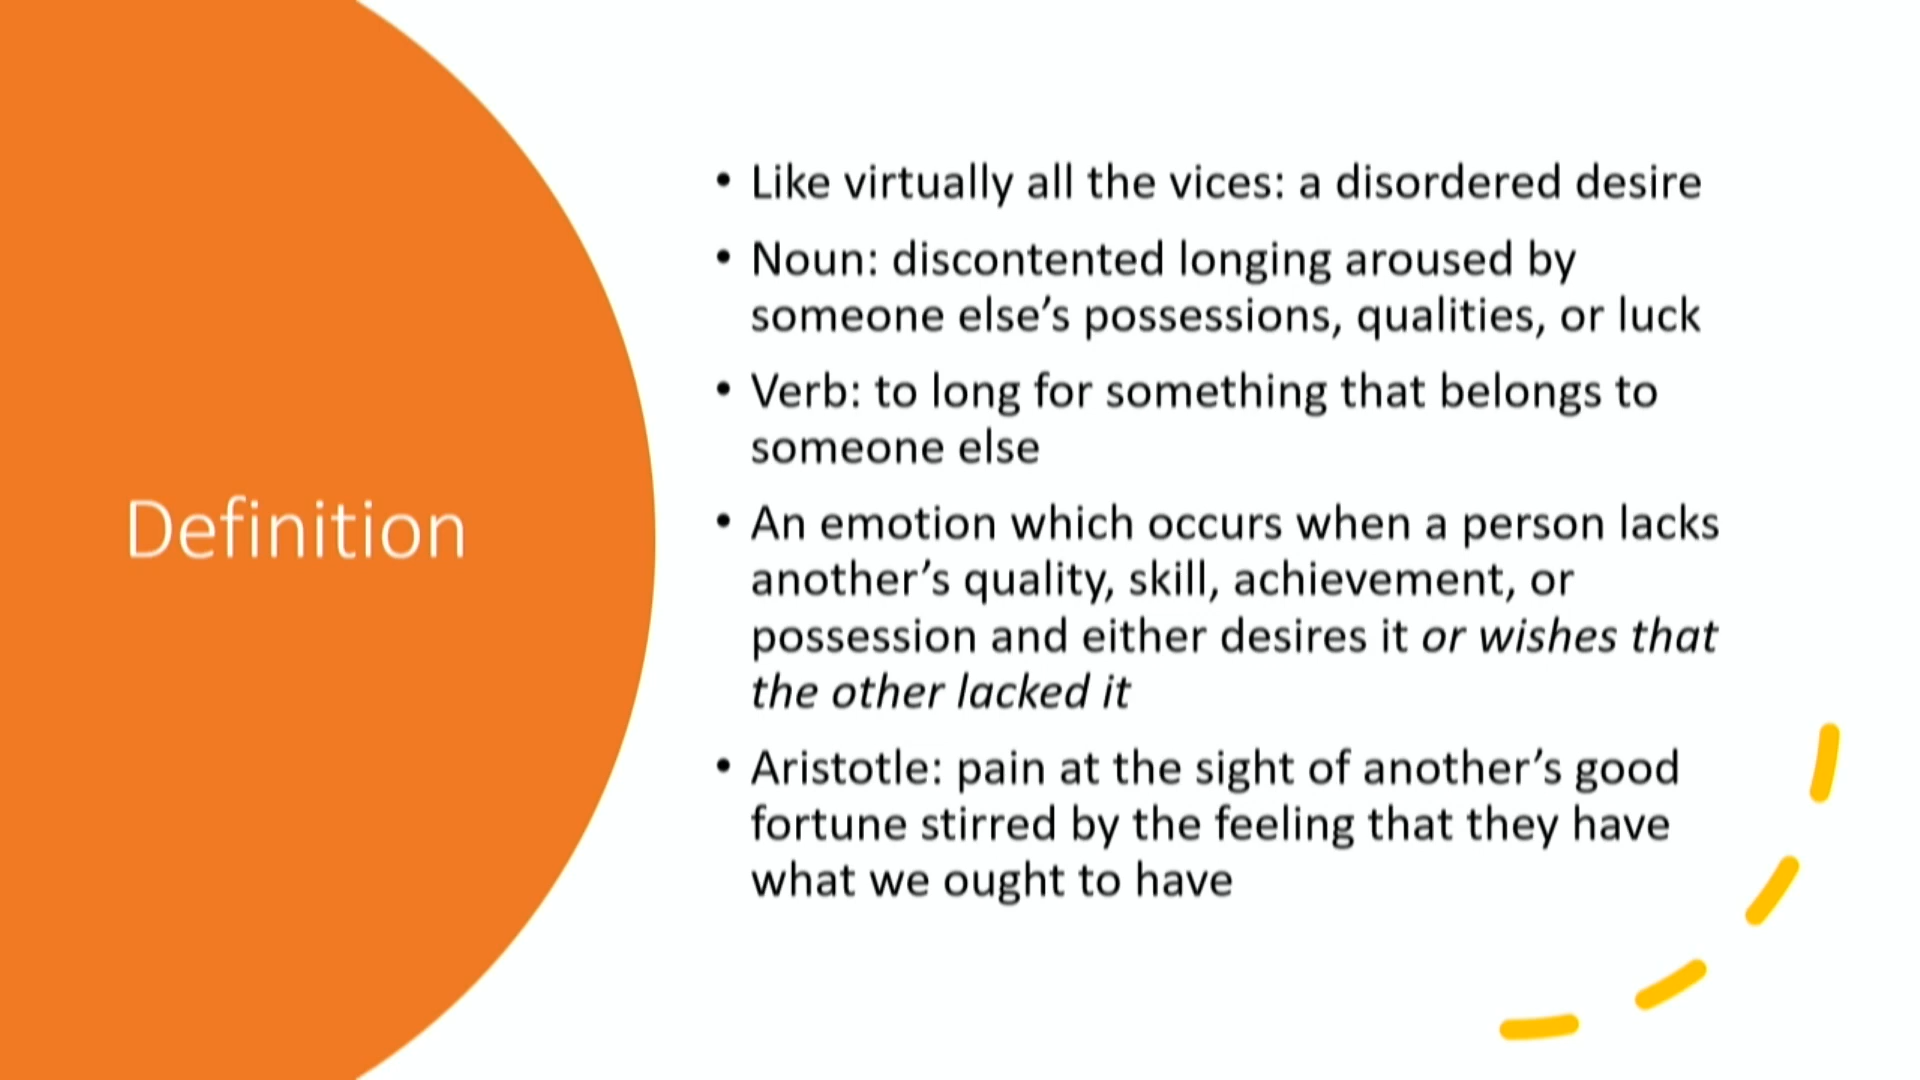 Definition
• Like virtually all the vices: a disordered desire
• Noun: discontented longing aroused by
someone else’s possessions, qualities, or luck
• Verb: to long for something that belongs to
someone else
• An emotion which occurs when a person lacks
another’s quality, skill, achievement, or
possession and either desires it or wishes that
the other lacked it
• Aristotle: pain at the sight of another’s good
fortune stirred by the feeling that they have
what we ought to have